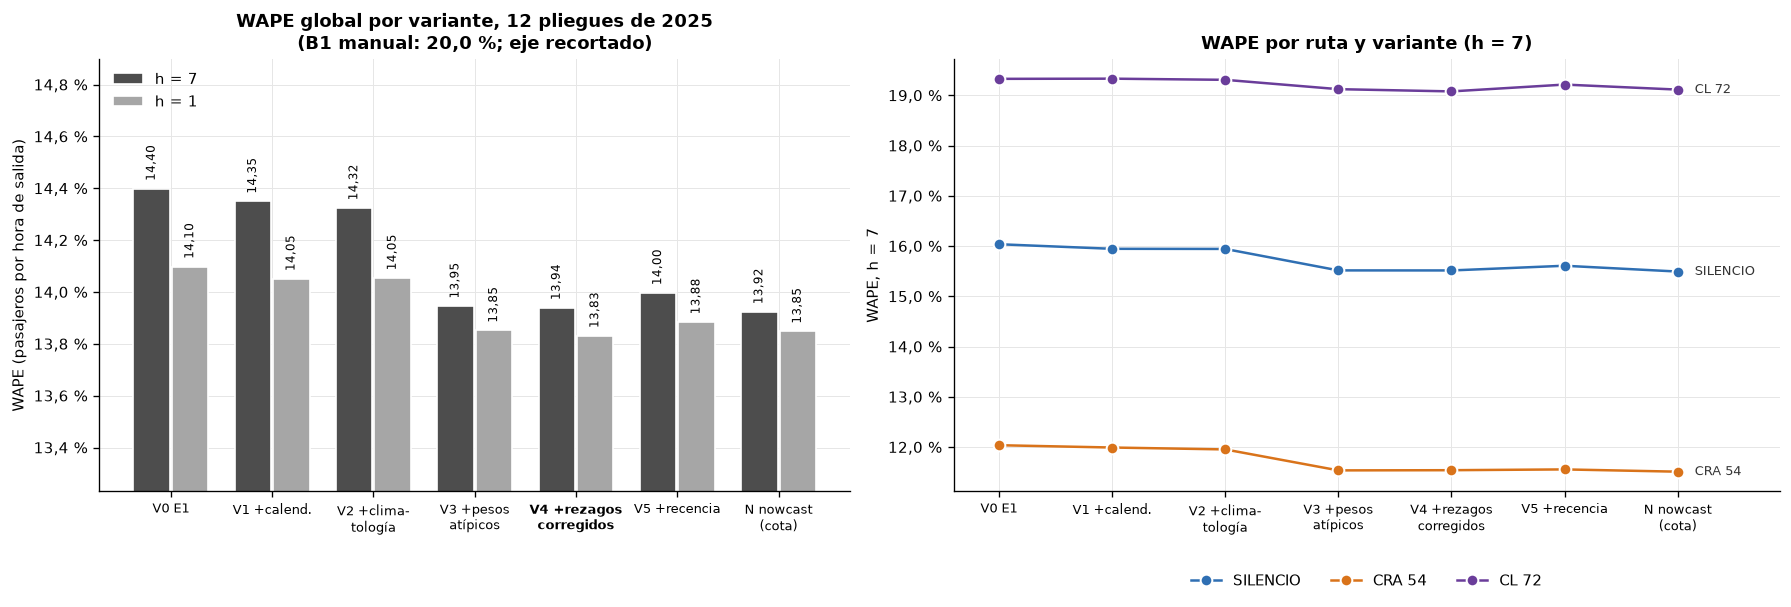 WAPE global por variante, 12 pliegues de 2025
(B1 manual: 20,0 %; eje recortado)
h = 7
h = 1
WAPE (pasajeros por hora de salida)
14,8 %
14,6 %
14,4 %
14,2 %
14,0 %
13,8 %
13,6 %
13,4 %
14,40
14,10
14,35
14,05
14,32
14,05
13,95
13,85
13,94
13,83
14,00
13,88
13,92
13,85
V0 E1
V1 +calend.
V2 +clima-
tología
V3 +pesos
atípicos
V4 +rezagos
corregidos
V5 +recencia
N nowcast
(cota)
WAPE por ruta y variante (h = 7)
WAPE, h = 7
19,0 %
18,0 %
17,0 %
16,0 %
15,0 %
14,0 %
13,0 %
12,0 %
CL 72
SILENCIO
CRA 54
V0 E1
V1 +calend.
V2 +clima-
tología
V3 +pesos
atípicos
V4 +rezagos
corregidos
V5 +recencia
N nowcast
(cota)
SILENCIO
CRA 54
CL 72